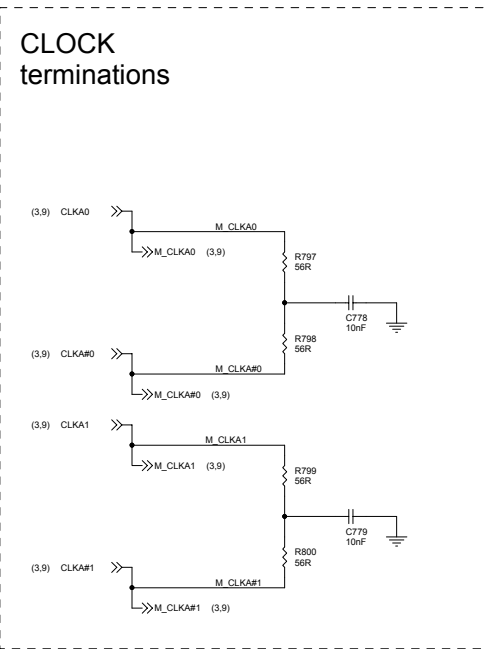 CLOCK
terminations
(3,9) CLKA0
M_CLKA0
M_CLKA0 (3,9)
R797
56R
C778
10nF
R798
56R
(3,9) CLKA#0
M_CLKA#0
M_CLKA#0 (3,9)
(3,9) CLKA1
M_CLKA1
M_CLKA1 (3,9)
R799
56R
C779
10nF
R800
56R
(3,9) CLKA#1
M_CLKA#1
M_CLKA#1 (3,9)